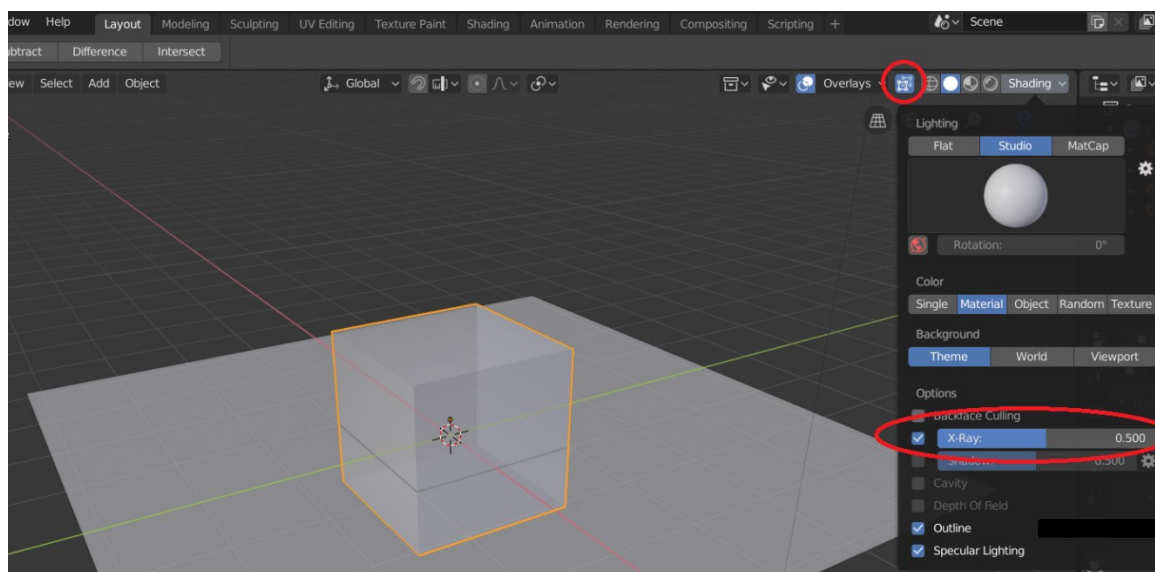 dow Help Layout Modeling Sculpting UV Editing Texture Paint Shading Animation Rendering Compositing Scripting + Scene
btract Difference Intersect
ew Select Add Object Global Overlays Shading
Lighting
Flat Studio MatCap
Rotation: 0°
Color
Single Material Object Random Texture
Background
Theme World Viewport
Options
Backface Culling
X-Ray: 0.500
Shadow: 0.500
Cavity
Depth Of Field
Outline
Specular Lighting